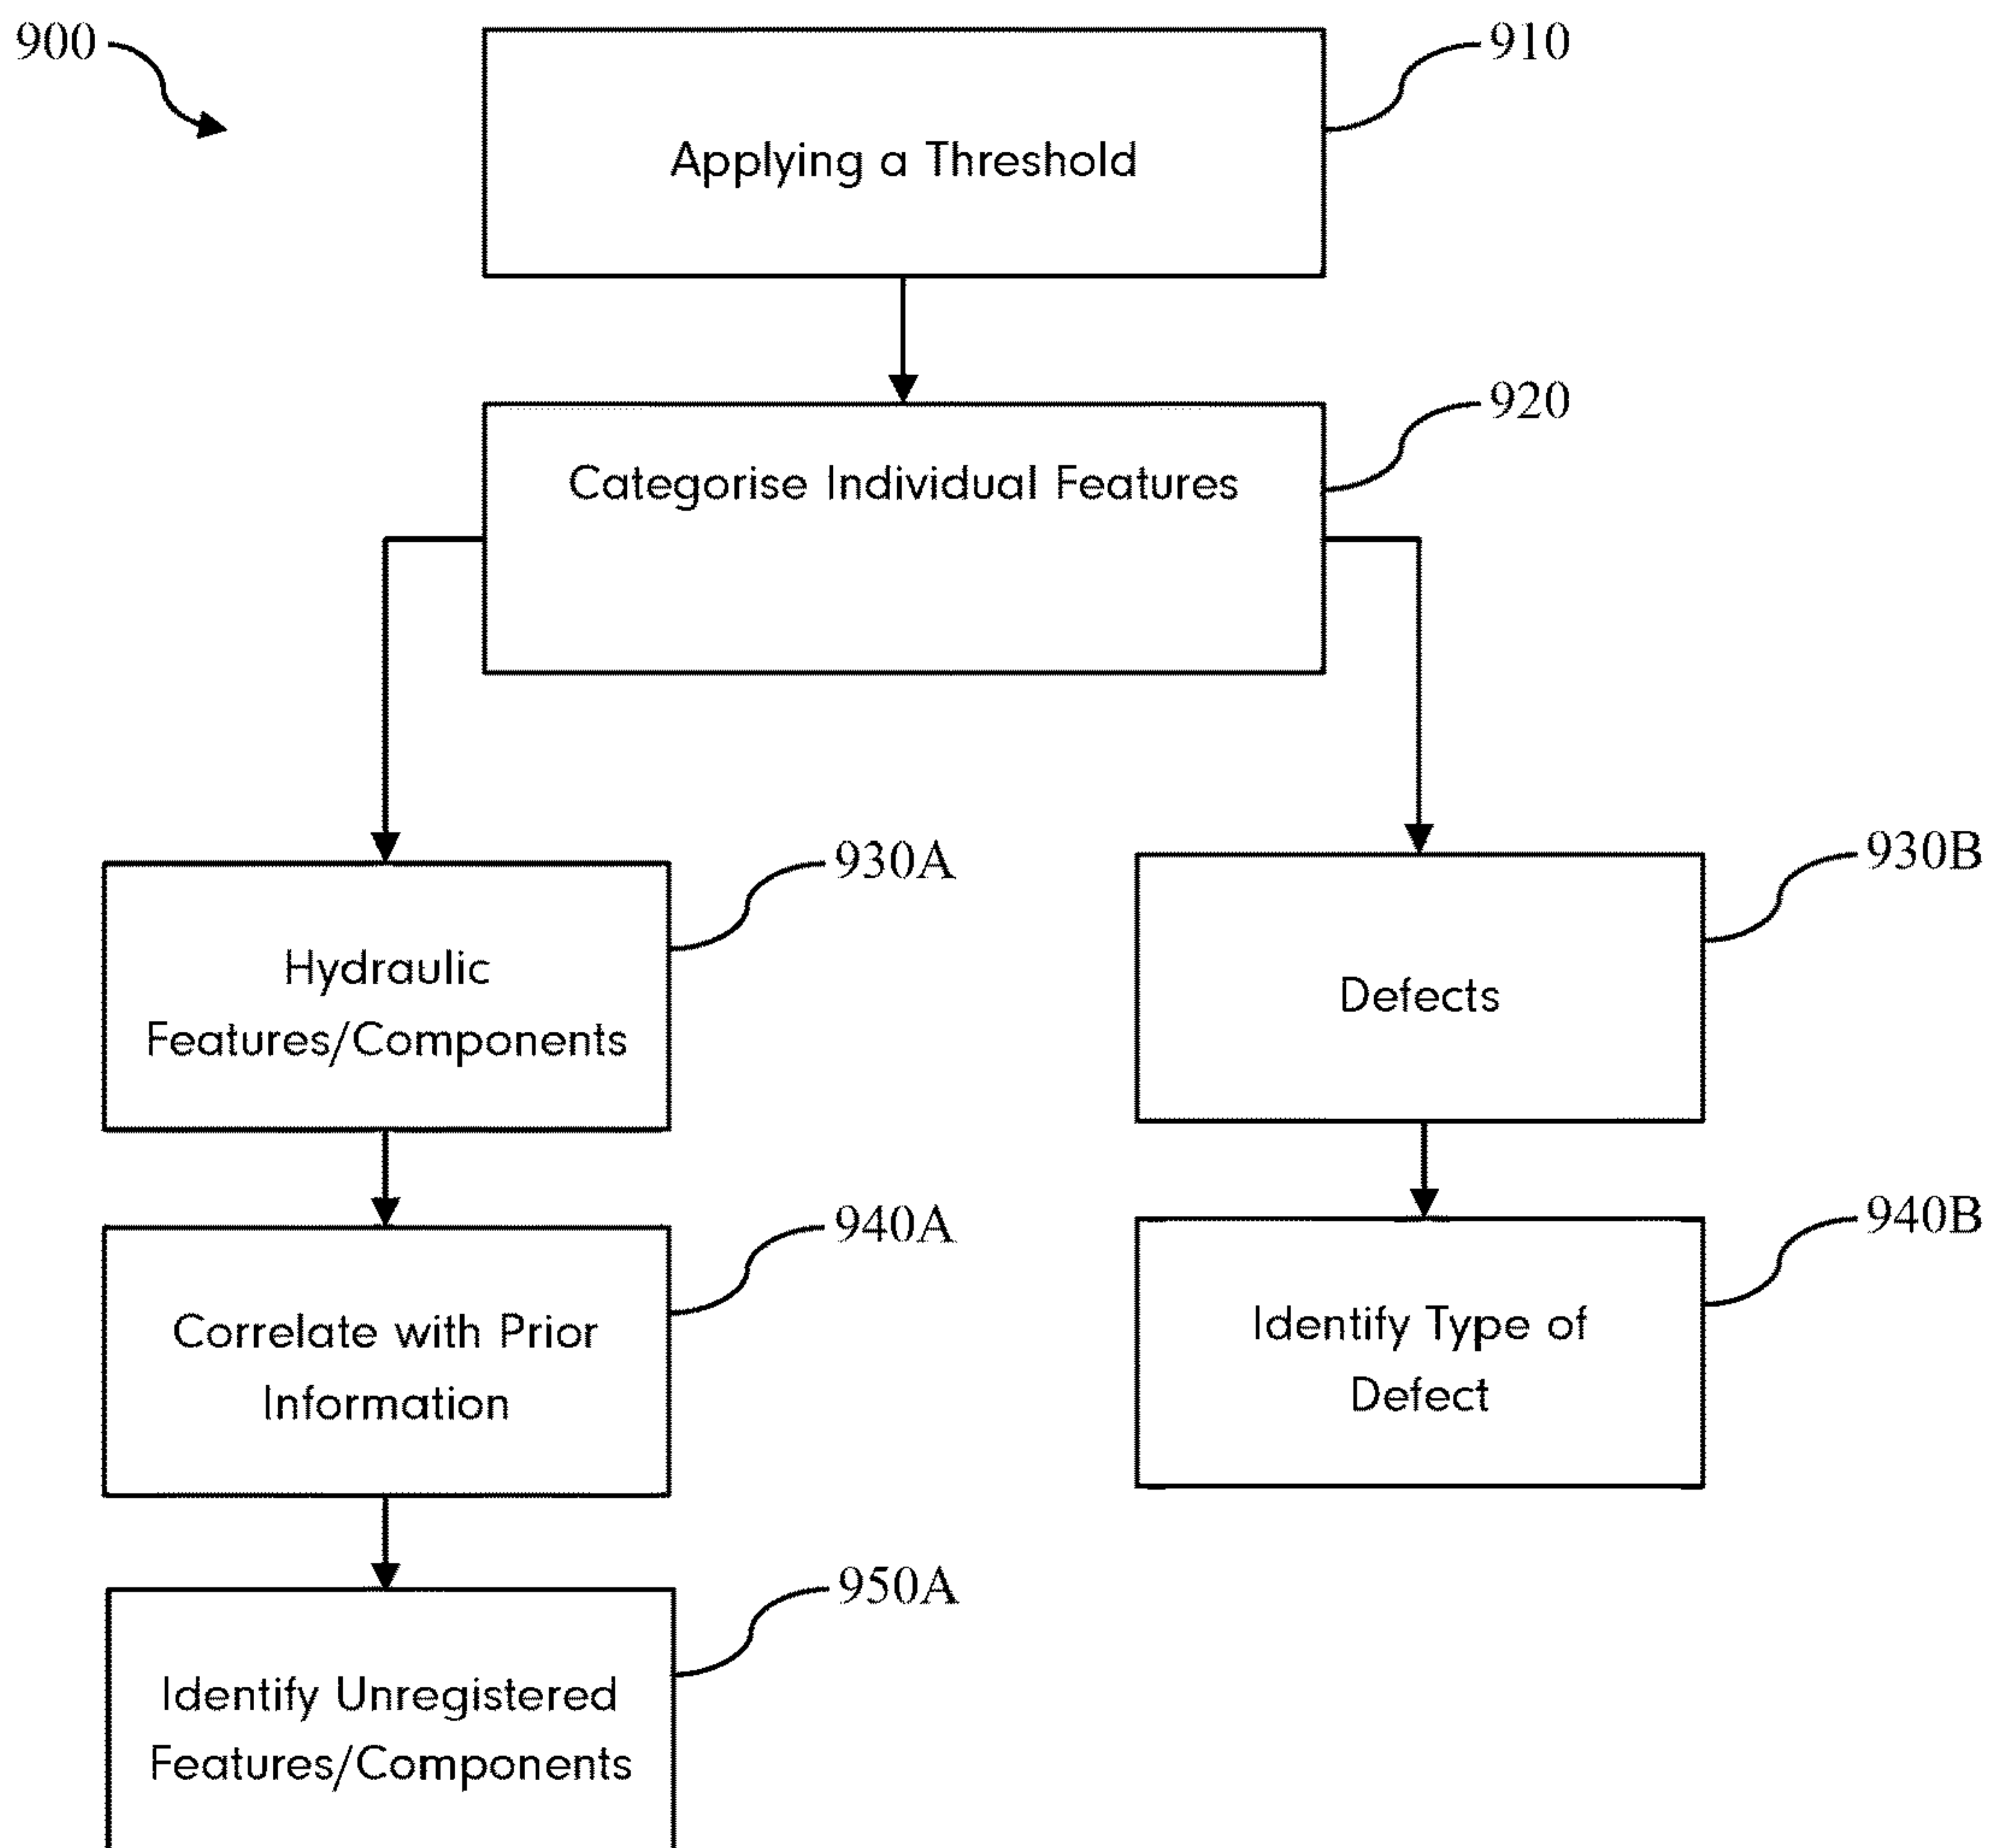 900
910
Applying a Threshold
920
Categorise Individual Features
930A
930B
Hydraulic
Features/Components
Defects
940A
940B
Correlate with Prior
Information
Identify Type of
Defect
950A
Identify Unregistered
Features/Components